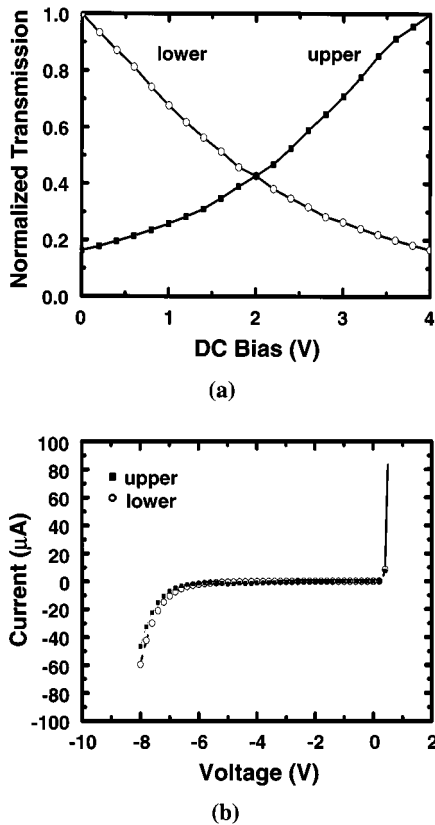 1.0
0.8
0.6
0.4
0.2
0.0
Normalized Transmission
lower
upper
0 1 2 3 4
DC Bias (V)
(a)
100
80
60
40
20
0
-20
-40
-60
-80
-100
Current (μA)
upper
lower
-10 -8 -6 -4 -2 0 2
Voltage (V)
(b)